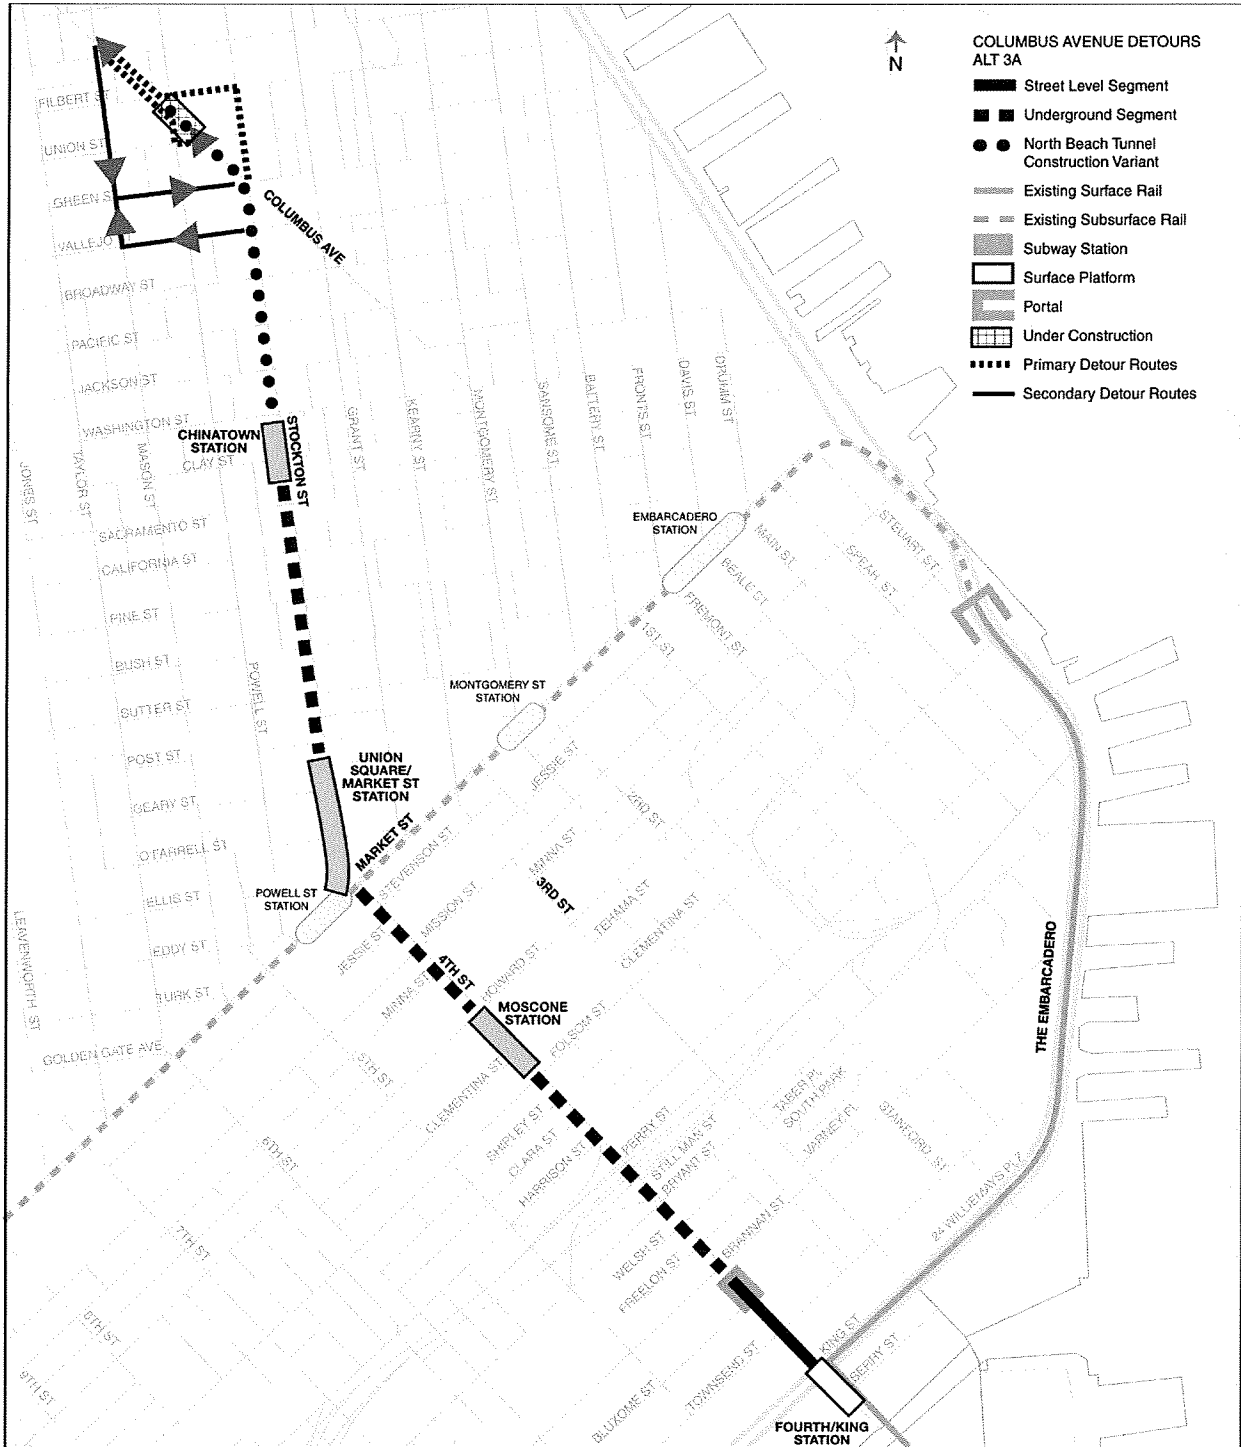 COLUMBUS AVENUE DETOURS
ALT 3A
N
Street Level Segment
Underground Segment
North Beach Tunnel
Construction Variant
Existing Surface Rail
Existing Subsurface Rail
Subway Station
Surface Platform
Portal
Under Construction
Primary Detour Routes
Secondary Detour Routes
FILBERT ST
UNION ST
GREEN S
VALLEJO
COLUMBUS AVE
BROADWAY ST
PACIFIC ST
JACKSON ST
WASHINGTON ST
CHINATOWN
STATION
CLAY ST
STOCKTON ST
GRANT ST
KEARNY ST
MONTGOMERY ST
SANSOME ST
BATTERY ST
FRONTS ST
DAVIS ST
DRUMM ST
JONES ST
TAYLOR ST
MASON ST
SACRAMENTO ST
CALIFORNIA ST
PINE ST
BUSH ST
SUTTER ST
POST ST
GEARY ST
O'FARRELL ST
ELLIS ST
EDDY ST
TURK ST
GOLDEN GATE AVE
LEAVENWORTH ST
POWELL ST
EMBARCADERO
STATION
MAIN ST
BEALE CT
FREMONT ST
1ST ST
SPEAR ST
STEUART ST
MONTGOMERY ST
STATION
UNION
SQUARE/
MARKET ST
STATION
MARKET ST
POWELL ST
STATION
STEVENSON ST
JESSIE ST
JESSIE ST
MINNA ST
MINNA ST
MISSION ST
2ND ST
3RD ST
TEHAMA ST
CLEMENTINA ST
4TH ST
HOWARD ST
MOSCONE
STATION
FOLSOM ST
5TH ST
CLEMENTINA ST
SHIPLEY ST
CLARA ST
HARRISON ST
PERRY ST
STILL MAN ST
BRYANT ST
TABER PL
SOUTH PARK
VARNEY PL
STANFORD ST
THE EMBARCADERO
24 WILLIE MAYS PLZ
6TH ST
7TH ST
8TH ST
9TH ST
WELSH ST
FREELON ST
BRANNAN ST
BLUXOME ST
TOWNSEND ST
KING ST
BERRY ST
FOURTH/KING
STATION